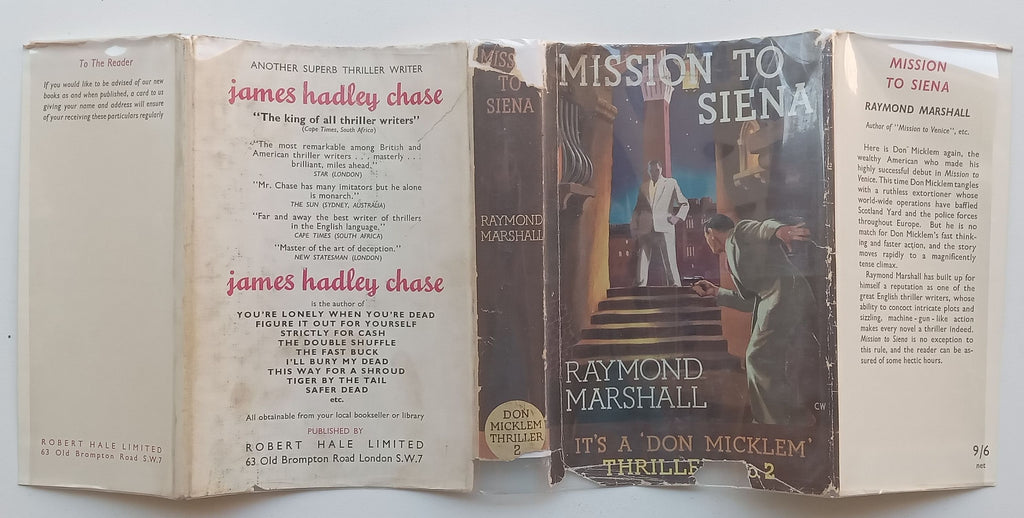 To The Reader
If you would like to be advised of our new
books as and when published, a card to us
giving your name and address will ensure
of your receiving these particulars regularly
ROBERT HALE LIMITED
63 Old Brompton Road S.W.7
ANOTHER SUPERB THRILLER WRITER
james hadley chase
"The king of all thriller writers"
(Cape Times, South Africa)
"The most remarkable among British and
American thriller writers . . . masterly . . .
brilliant, miles ahead."
STAR (LONDON)
"Mr. Chase has many imitators but he alone
is monarch."
THE SUN (SYDNEY, AUSTRALIA)
"Far and away the best writer of thrillers
in the English language."
CAPE TIMES (SOUTH AFRICA)
"Master of the art of deception."
NEW STATESMAN (LONDON)
james hadley chase
is the author of
YOU'RE LONELY WHEN YOU'RE DEAD
FIGURE IT OUT FOR YOURSELF
STRICTLY FOR CASH
THE DOUBLE SHUFFLE
THE FAST BUCK
I'LL BURY MY DEAD
THIS WAY FOR A SHROUD
TIGER BY THE TAIL
SAFER DEAD
etc.
All obtainable from your local bookseller or library
PUBLISHED BY
ROBERT HALE LIMITED
63 Old Brompton Road London S.W.7
MISS
TO
SIENA
RAYMOND
MARSHALL
DON
MICKLEM
THRILLER
2
MISSION TO
SIENA
RAYMOND
MARSHALL
CW
IT'S A 'DON MICKLEM'
THRILLE 2
MISSION
TO SIENA
RAYMOND MARSHALL
Author of "Mission to Venice", etc.
Here is Don Micklem again, the
wealthy American who made his
highly successful debut in Mission to
Venice. This time Don Micklem tangles
with a ruthless extortioner whose
world-wide operations have baffled
Scotland Yard and the police forces
throughout Europe. But he is no
match for Don Micklem's fast think-
ing and faster action, and the story
moves rapidly to a magnificently
tense climax.
Raymond Marshall has built up for
himself a reputation as one of the
great English thriller writers, whose
ability to concoct intricate plots and
sizzling, machine-gun-like action
makes every novel a thriller indeed.
Mission to Siena is no exception to
this rule, and the reader can be as-
sured of some hectic hours.
9/6
net